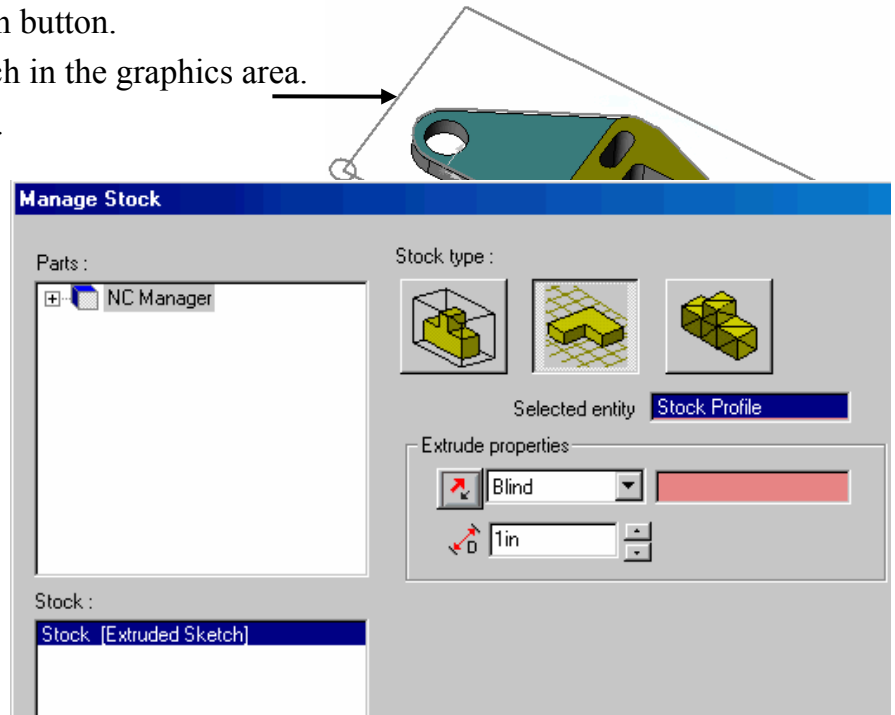 button.
in the graphics area.
Manage Stock
Parts :
NC Manager
Stock type :
Selected entity Stock Profile
Extrude properties
Blind
D 1in
Stock :
Stock [Extruded Sketch]